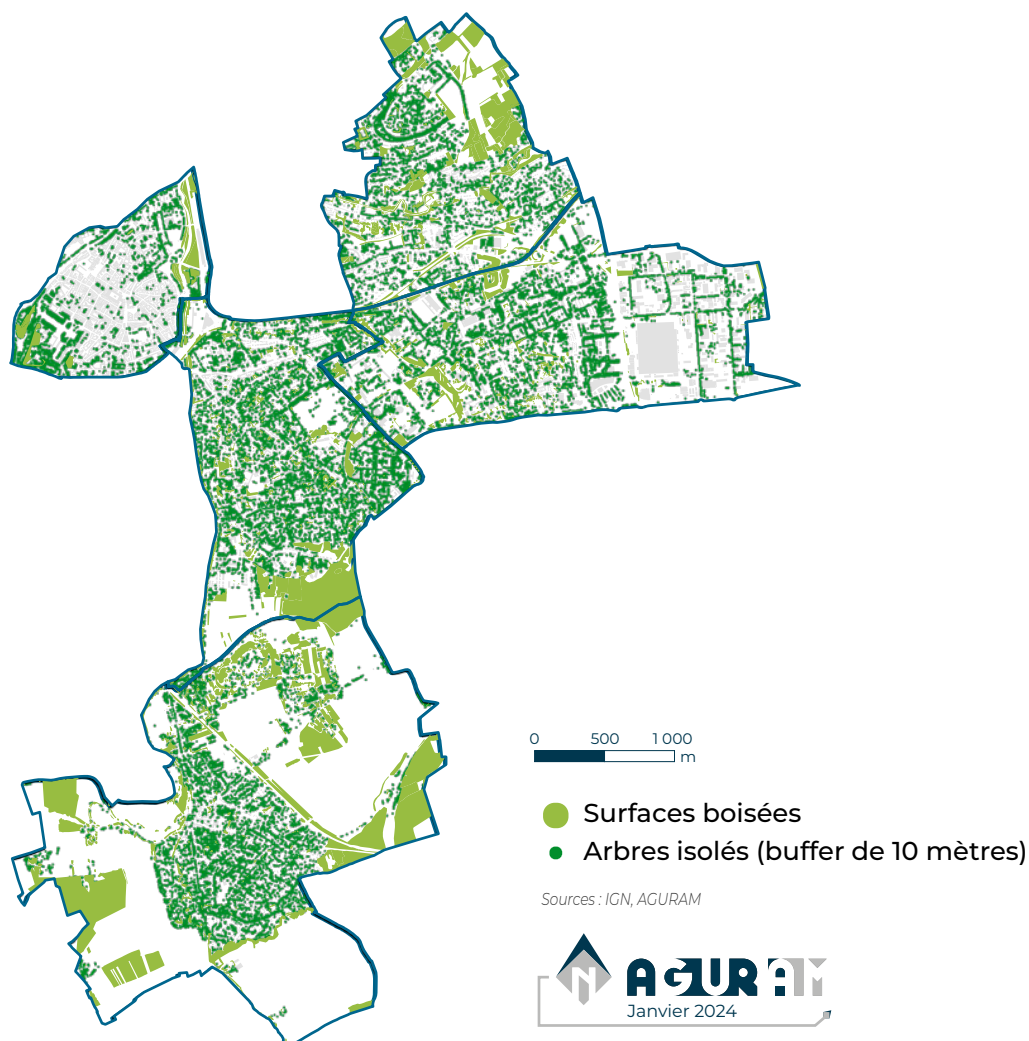 0 500 1 000
m
Surfaces boisées
Arbres isolés (buffer de 10 mètres)
Sources : IGN, AGURAM
N AGURAM
Janvier 2024